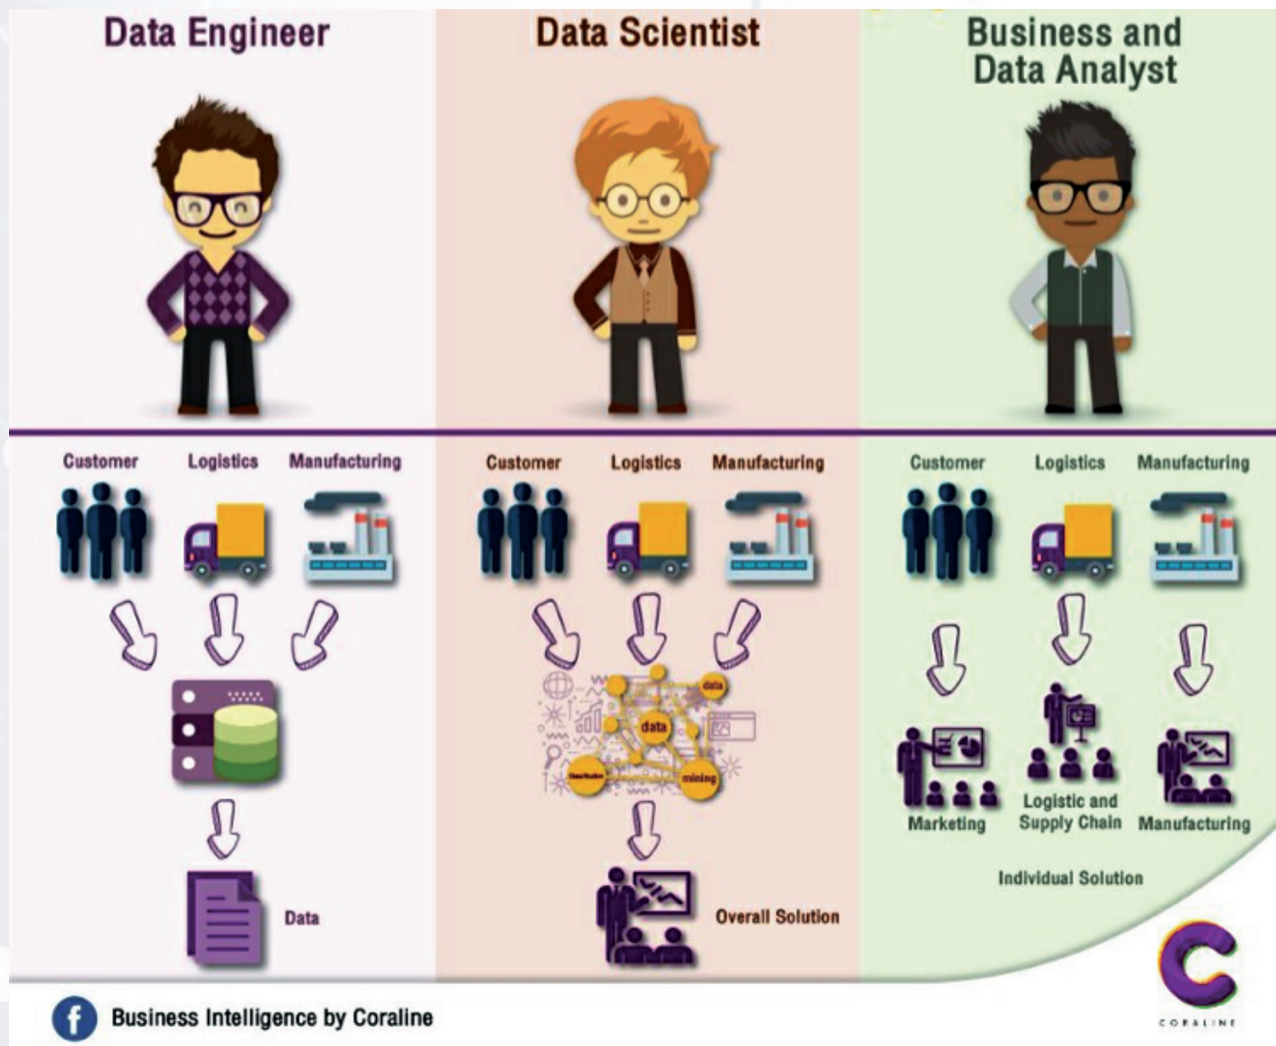 Data Engineer
Data Scientist
Business and
Data Analyst
Customer
Logistics
Manufacturing
Customer
Logistics
Manufacturing
Customer
Logistics
Manufacturing
data
data
mining
Data
Overall Solution
Marketing
Logistic and
Supply Chain
Manufacturing
Individual Solution
f
Business Intelligence by Coraline
C
CORALINE